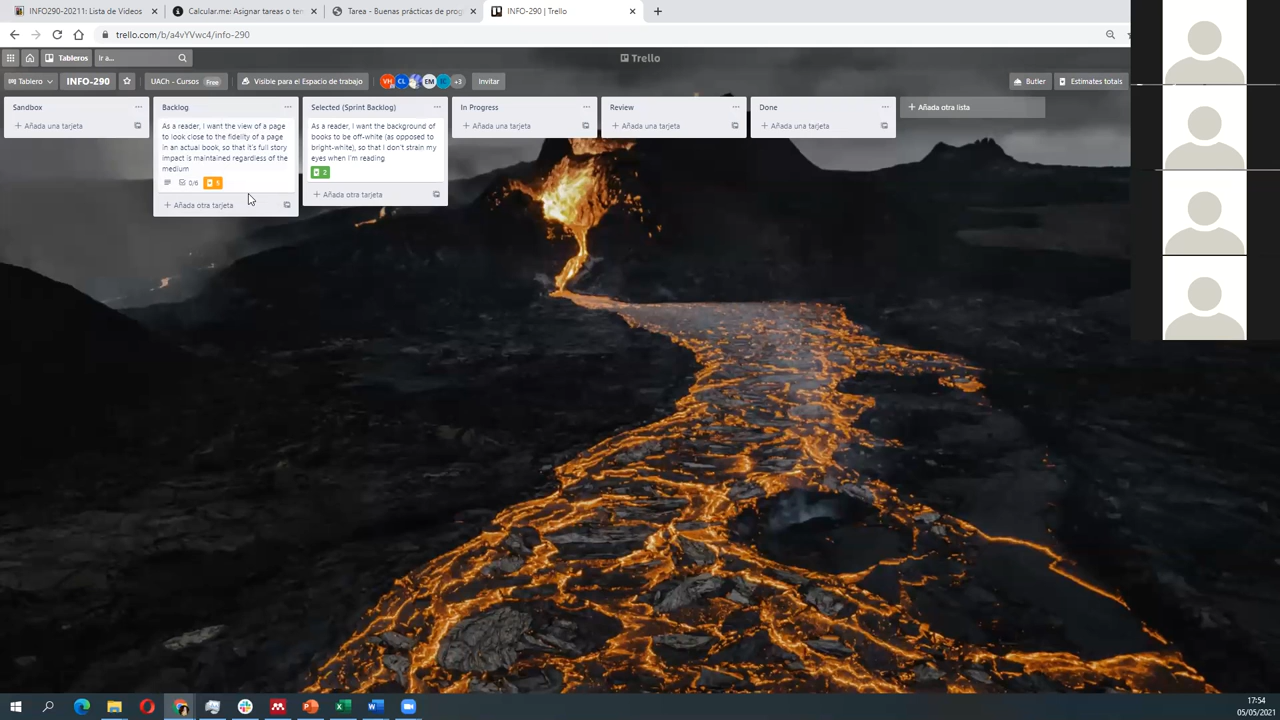 INFO290-20211: Lista de Vídeos
Calcular.me: Asignar tareas o ten
Tarea - Buenas prácticas de prog
INFO-290 | Trello
trello.com/b/a4vYVwc4/info-290
Tableros
Ir a...
Trello
Tablero
INFO-290
UACh - Cursos
Free
Visible para el Espacio de trabajo
VH
CL
EM
+3
Invitar
Butler
Estimates totals
Sandbox
Añada una tarjeta
Backlog
As a reader, I want the view of a page
to look close to the fidelity of a page
in an actual book, so that it's full story
impact is maintained regardless of the
medium
0/6
5
Añada otra tarjeta
Selected (Sprint Backlog)
As a reader, I want the background of
books to be off-white (as opposed to
bright-white), so that I don't strain my
eyes when I'm reading
2
Añada otra tarjeta
In Progress
Añada una tarjeta
Review
Añada una tarjeta
Done
Añada una tarjeta
Añada otra lista
17:54
05/05/2021